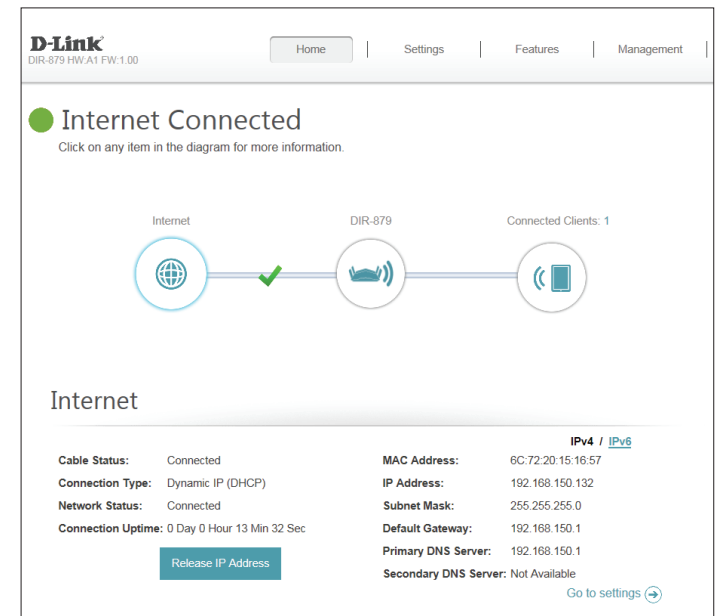 D-Link
DIR-879 HW:A1 FW:1.00
Home
Settings
Features
Management
Internet Connected
Click on any item in the diagram for more information.
Internet
DIR-879
Connected Clients: 1
Internet
IPv4 / IPv6
Cable Status: Connected
Connection Type: Dynamic IP (DHCP)
Network Status: Connected
Connection Uptime: 0 Day 0 Hour 13 Min 32 Sec
Release IP Address
MAC Address: 6C:72:20:15:16:57
IP Address: 192.168.150.132
Subnet Mask: 255.255.255.0
Default Gateway: 192.168.150.1
Primary DNS Server: 192.168.150.1
Secondary DNS Server: Not Available
Go to settings